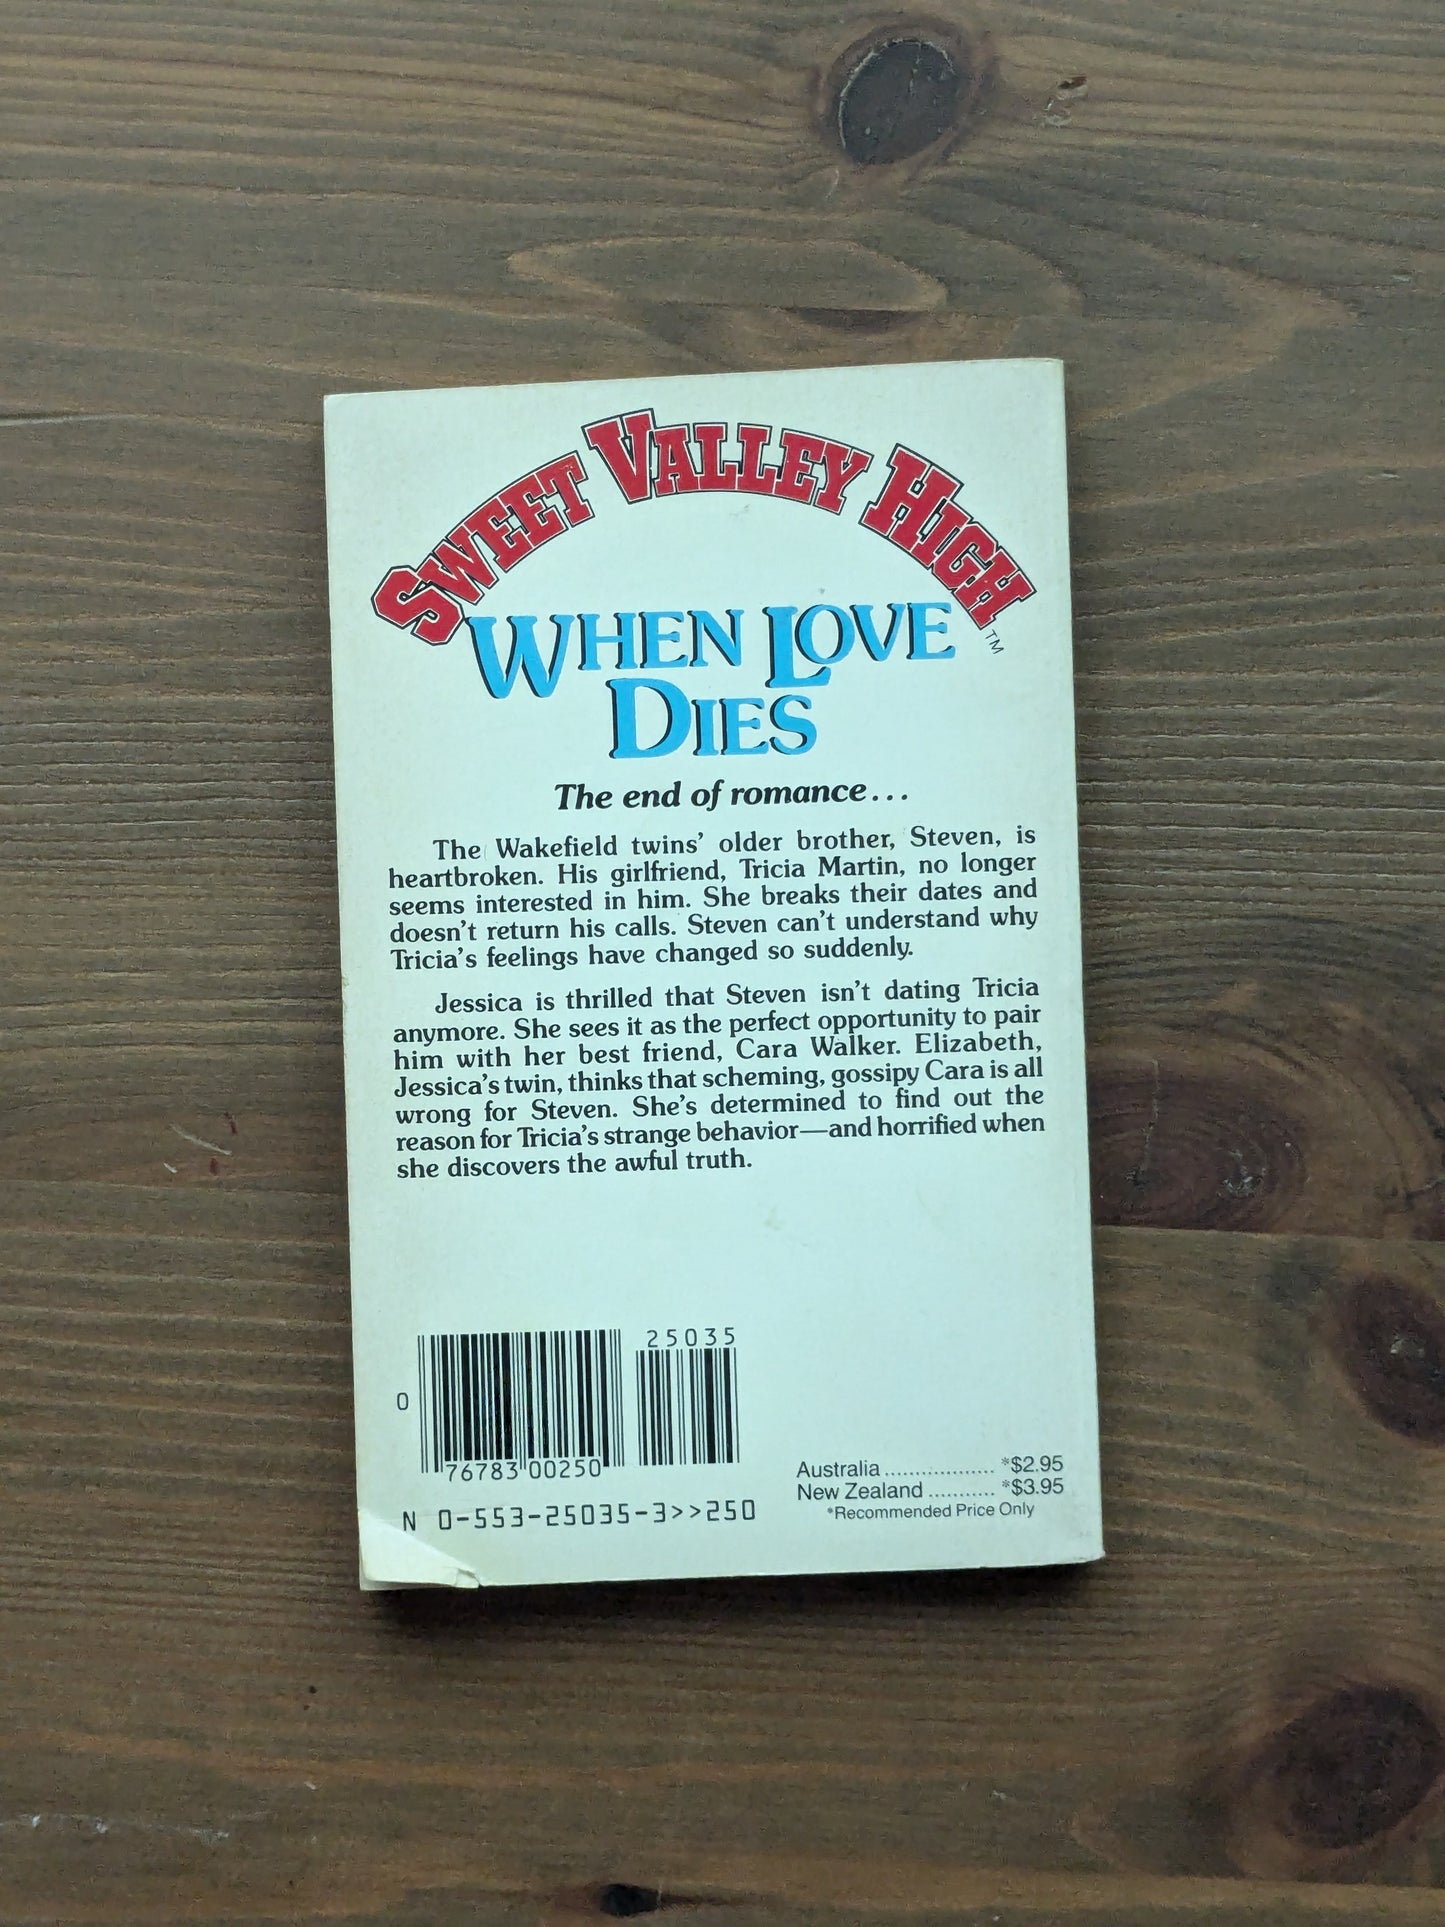 SWEET VALLEY HIGH
TM
WHEN LOVE
DIES
The end of romance...
The Wakefield twins' older brother, Steven, is
heartbroken. His girlfriend, Tricia Martin, no longer
seems interested in him. She breaks their dates and
doesn't return his calls. Steven can't understand why
Tricia's feelings have changed so suddenly.
Jessica is thrilled that Steven isn't dating Tricia
anymore. She sees it as the perfect opportunity to pair
him with her best friend, Cara Walker. Elizabeth,
Jessica's twin, thinks that scheming, gossipy Cara is all
wrong for Steven. She's determined to find out the
reason for Tricia's strange behavior—and horrified when
she discovers the awful truth.
25035
0
76783 00250
N 0-553-25035-3>>250
Australia ................... *$2.95
New Zealand ........... *$3.95
*Recommended Price Only